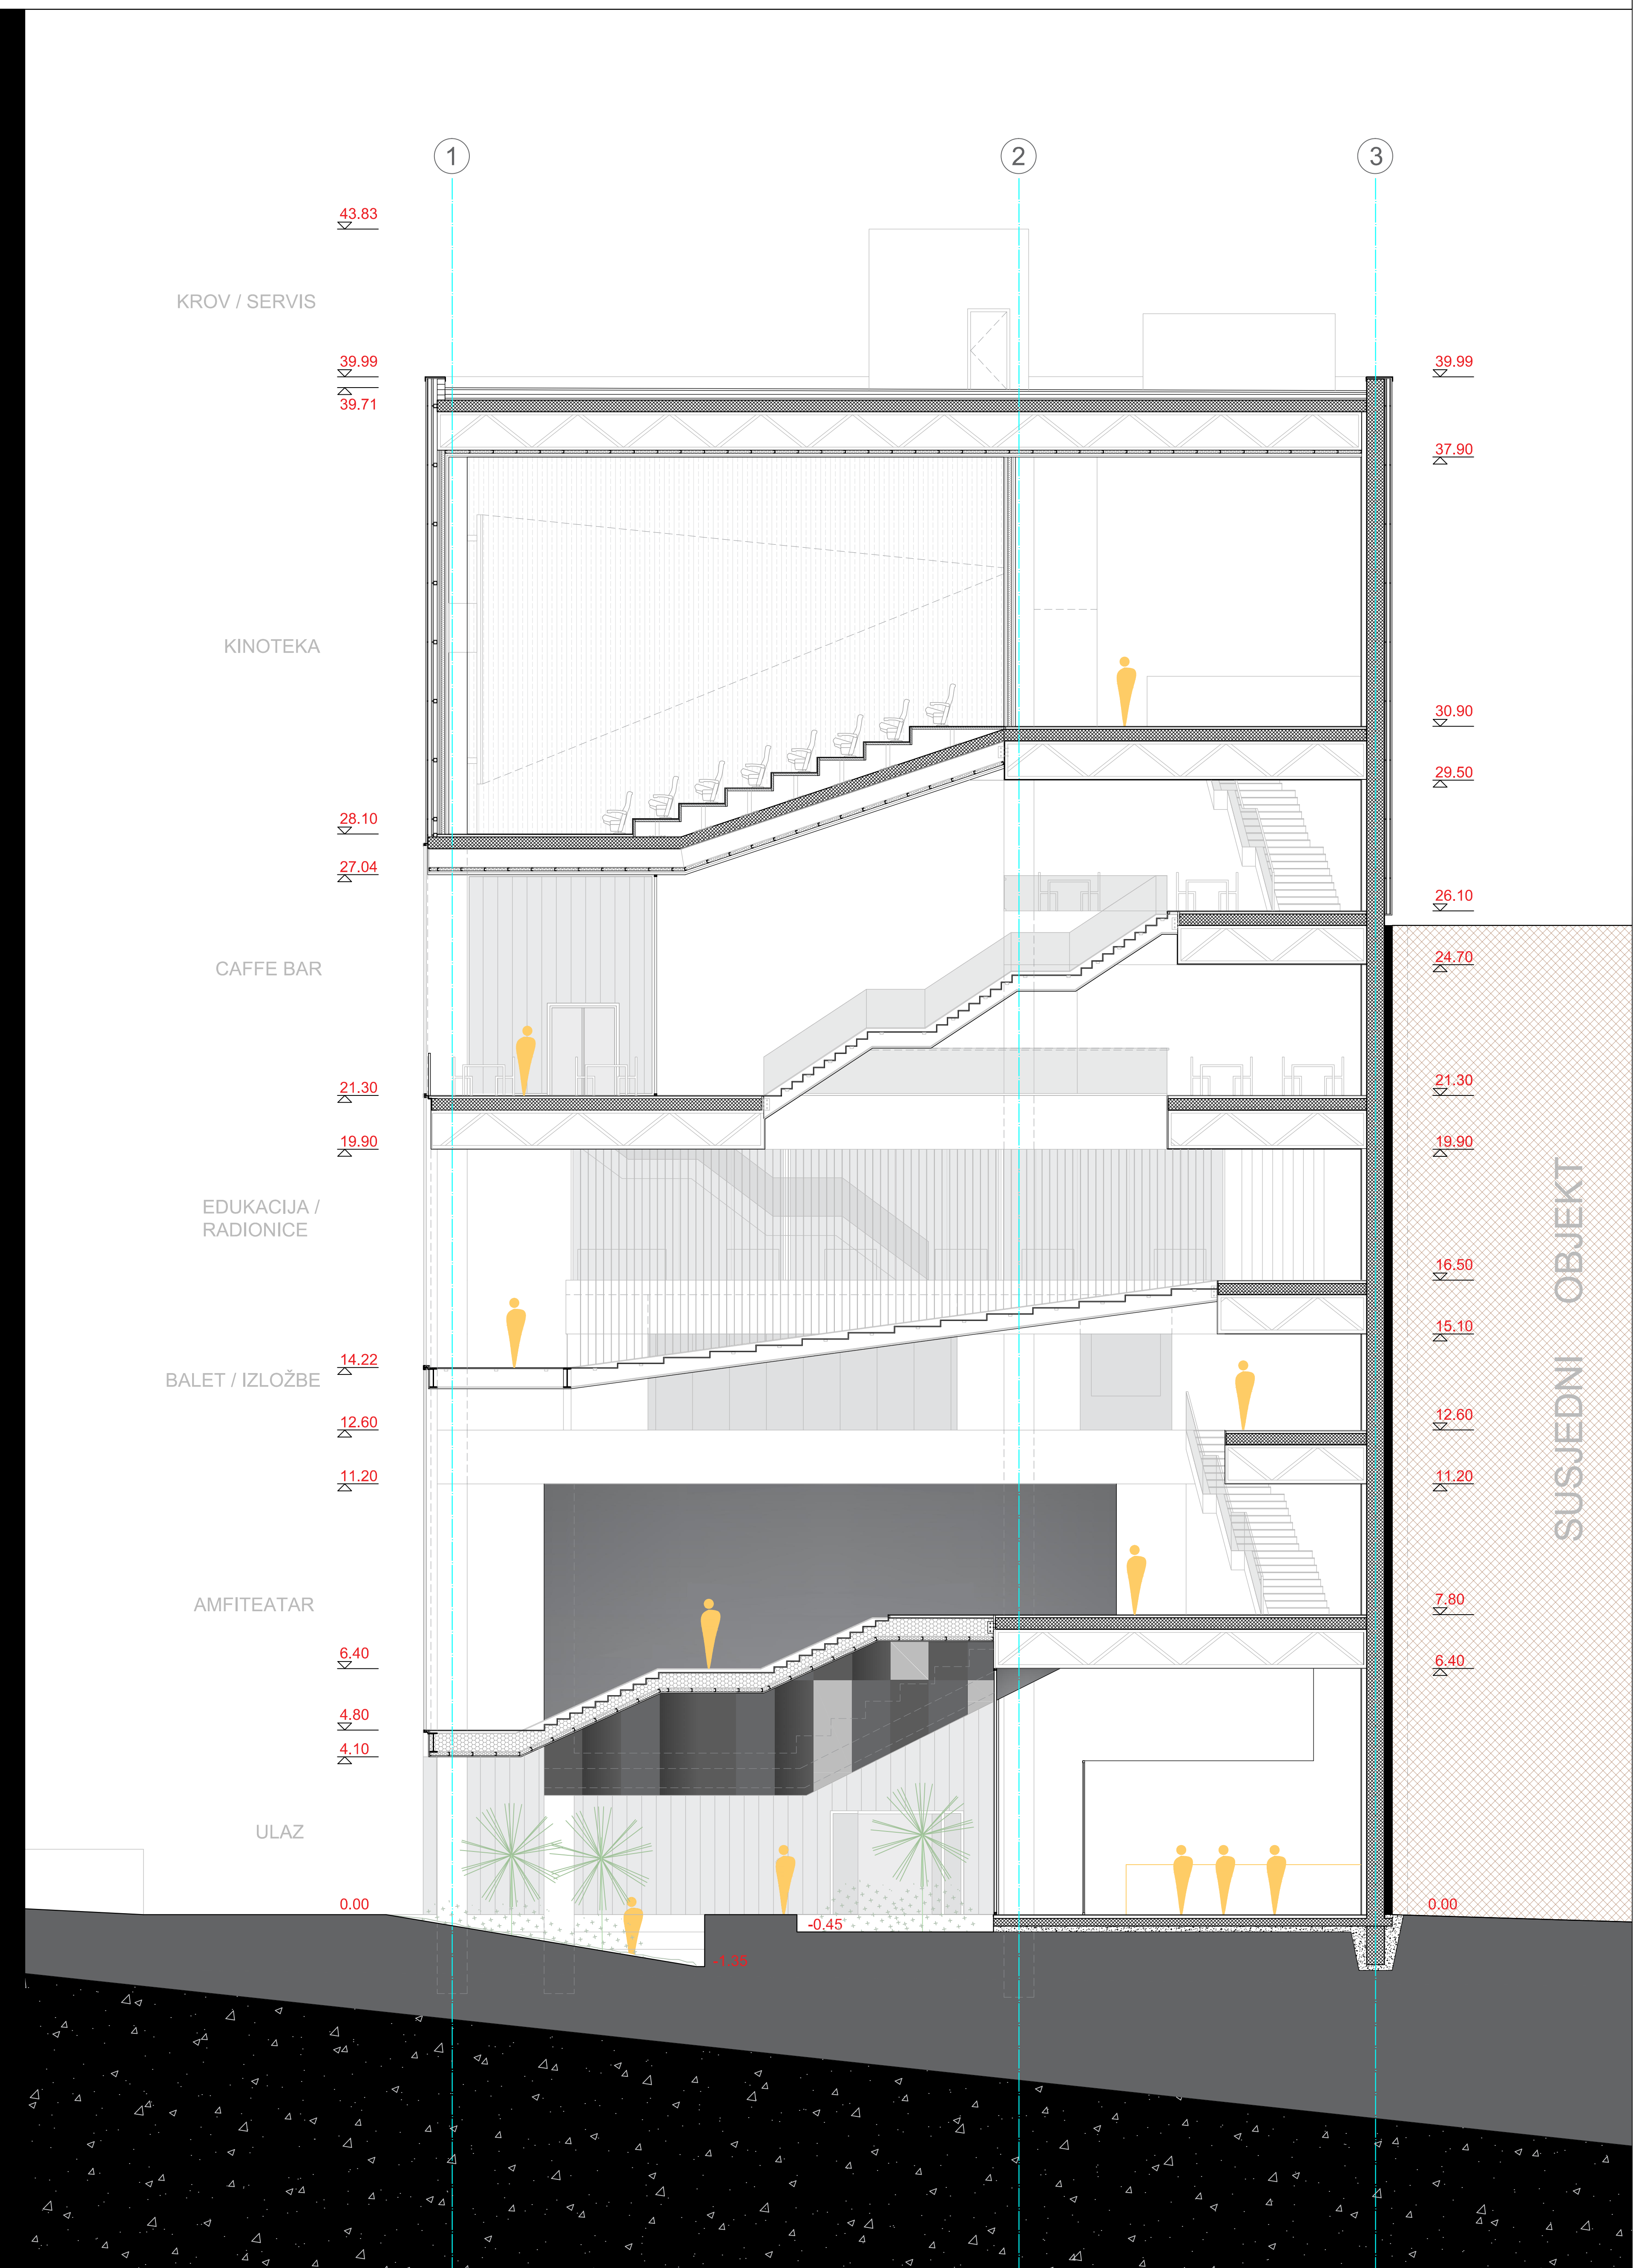 1 2 3
43.83
KROV / SERVIS
39.99 39.99
39.71
37.90
KINOTEKA
30.90
29.50
28.10
27.04
26.10
CAFFE BAR
24.70
21.30 21.30
19.90 19.90
EDUKACIJA /
RADIONICE
16.50
15.10
14.22
BALET / IZLOŽBE
12.60 12.60
11.20 11.20
SUSJEDNI OBJEKT
AMFITEATAR
7.80
6.40 6.40
4.80
4.10
ULAZ
0.00 0.00
-0.45
-1.35